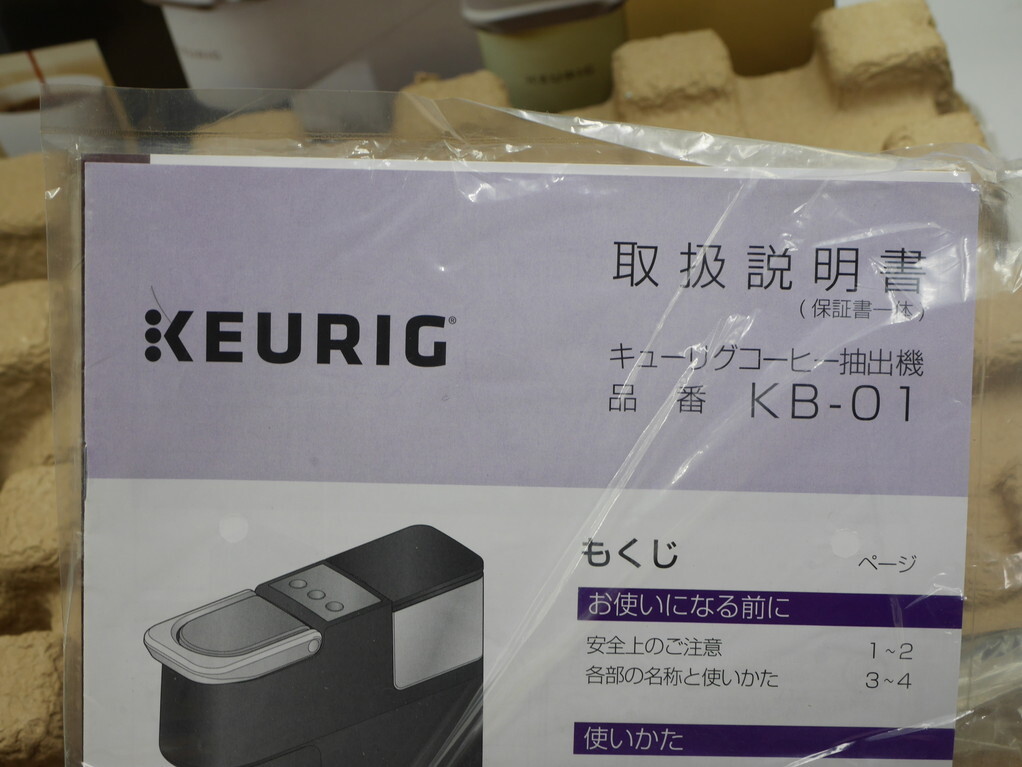 KEURIG
KEURIG®
取扱説明書
(保証書一体)
キューリグコーヒー抽出機
品番 KB-01
もくじ ページ
お使いになる前に
安全上のご注意 1~2
各部の名称と使いかた 3~4
使いかた